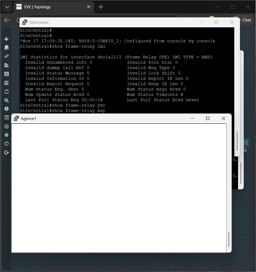 EVE | Topology
Chat
SiteCentral
SiteCentral#
SiteCentral#
*Nov 17 17:09:35.045: %SYS-5-CONFIG_I: Configured from console by console
SiteCentral#show frame-relay lmi
LMI Statistics for interface Serial1/2 (Frame Relay DTE) LMI TYPE = ANSI
Invalid Unnumbered info 0 Invalid Prot Disc 0
Invalid dummy Call Ref 0 Invalid Msg Type 0
Invalid Status Message 0 Invalid Lock Shift 0
Invalid Information ID 0 Invalid Report IE Len 0
Invalid Report Request 0 Invalid Keep IE Len 0
Num Status Enq. Sent 5 Num Status msgs Rcvd 0
Num Update Status Rcvd 0 Num Status Timeouts 4
Last Full Status Req 00:00:04 Last Full Status Rcvd never
SiteCentral#show frame-relay pvc
SiteCentral#show frame-relay map
Agence1